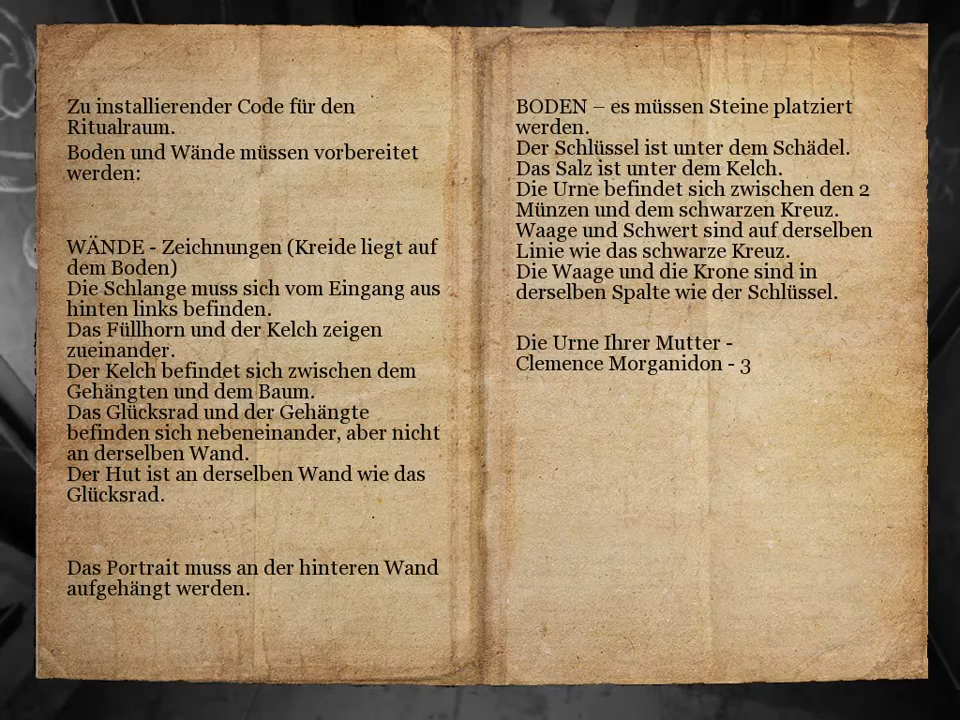 Zu installierender Code für den
Ritualraum.
Boden und Wände müssen vorbereitet
werden:
WÄNDE - Zeichnungen (Kreide liegt auf
dem Boden)
Die Schlange muss sich vom Eingang aus
hinten links befinden.
Das Füllhorn und der Kelch zeigen
zueinander.
Der Kelch befindet sich zwischen dem
Gehängten und dem Baum.
Das Glücksrad und der Gehängte
befinden sich nebeneinander, aber nicht
an derselben Wand.
Der Hut ist an derselben Wand wie das
Glücksrad.
Das Portrait muss an der hinteren Wand
aufgehängt werden.
BODEN – es müssen Steine platziert
werden.
Der Schlüssel ist unter dem Schädel.
Das Salz ist unter dem Kelch.
Die Urne befindet sich zwischen den 2
Münzen und dem schwarzen Kreuz.
Waage und Schwert sind auf derselben
Linie wie das schwarze Kreuz.
Die Waage und die Krone sind in
derselben Spalte wie der Schlüssel.
Die Urne Ihrer Mutter -
Clemence Morganidon - 3